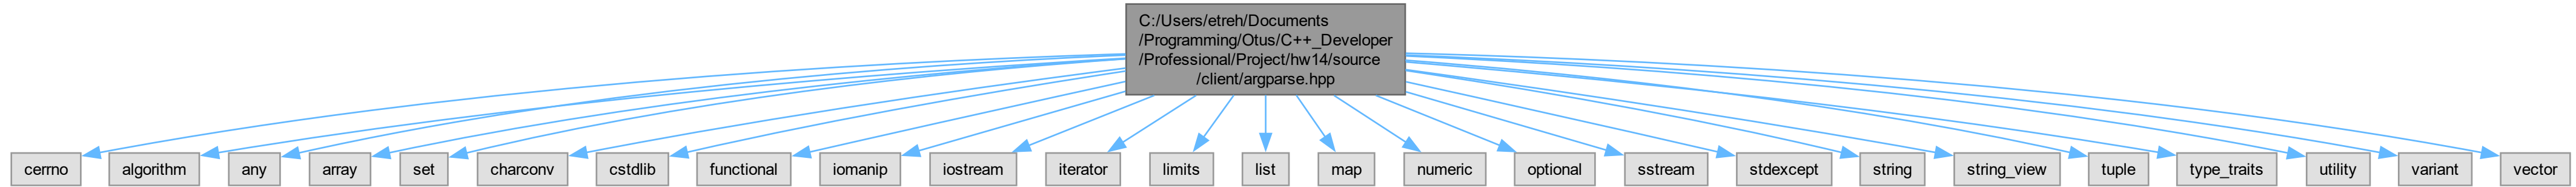 C:/Users/etreh/Documents
/Programming/Otus/C++_Developer
/Professional/Project/hw14/source
/client/argparse.hpp
cerrno
algorithm
any
array
set
charconv
cstdlib
functional
iomanip
iostream
iterator
limits
list
map
numeric
optional
sstream
stdexcept
string
string_view
tuple
type_traits
utility
variant
vector